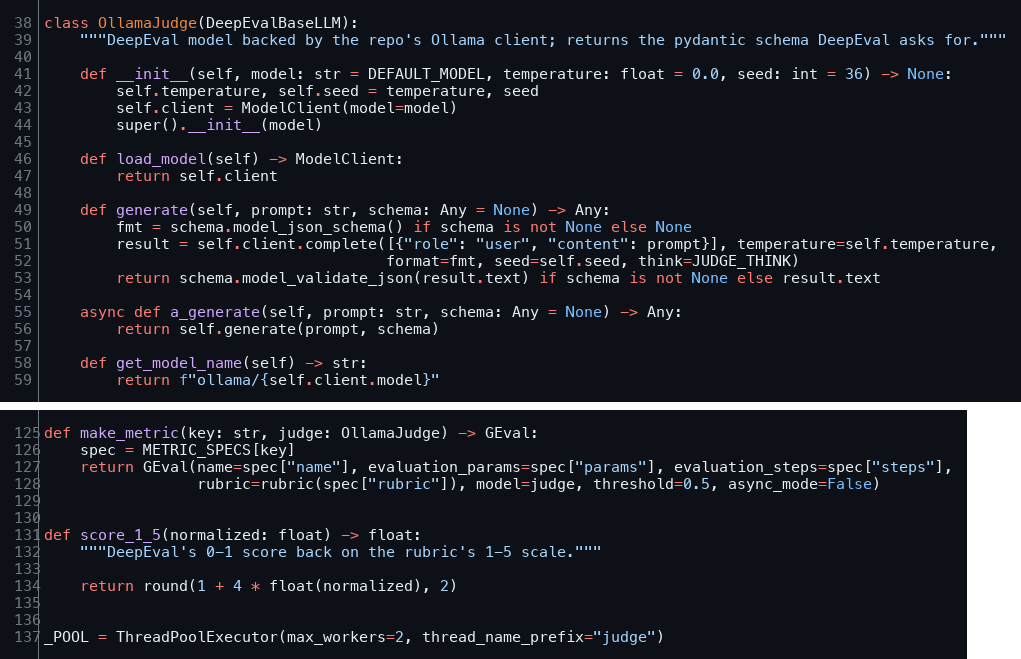 38 class OllamaJudge(DeepEvalBaseLLM):
39     """DeepEval model backed by the repo's Ollama client; returns the pydantic schema DeepEval asks for."""
40
41     def __init__(self, model: str = DEFAULT_MODEL, temperature: float = 0.0, seed: int = 36) -> None:
42         self.temperature, self.seed = temperature, seed
43         self.client = ModelClient(model=model)
44         super().__init__(model)
45
46     def load_model(self) -> ModelClient:
47         return self.client
48
49     def generate(self, prompt: str, schema: Any = None) -> Any:
50         fmt = schema.model_json_schema() if schema is not None else None
51         result = self.client.complete([{"role": "user", "content": prompt}], temperature=self.temperature,
52                                       format=fmt, seed=self.seed, think=JUDGE_THINK)
53         return schema.model_validate_json(result.text) if schema is not None else result.text
54
55     async def a_generate(self, prompt: str, schema: Any = None) -> Any:
56         return self.generate(prompt, schema)
57
58     def get_model_name(self) -> str:
59         return f"ollama/{self.client.model}"
125 def make_metric(key: str, judge: OllamaJudge) -> GEval:
126     spec = METRIC_SPECS[key]
127     return GEval(name=spec["name"], evaluation_params=spec["params"], evaluation_steps=spec["steps"],
128                  rubric=rubric(spec["rubric"]), model=judge, threshold=0.5, async_mode=False)
129
130
131 def score_1_5(normalized: float) -> float:
132     """DeepEval's 0-1 score back on the rubric's 1-5 scale."""
133
134     return round(1 + 4 * float(normalized), 2)
135
136
137 _POOL = ThreadPoolExecutor(max_workers=2, thread_name_prefix="judge")